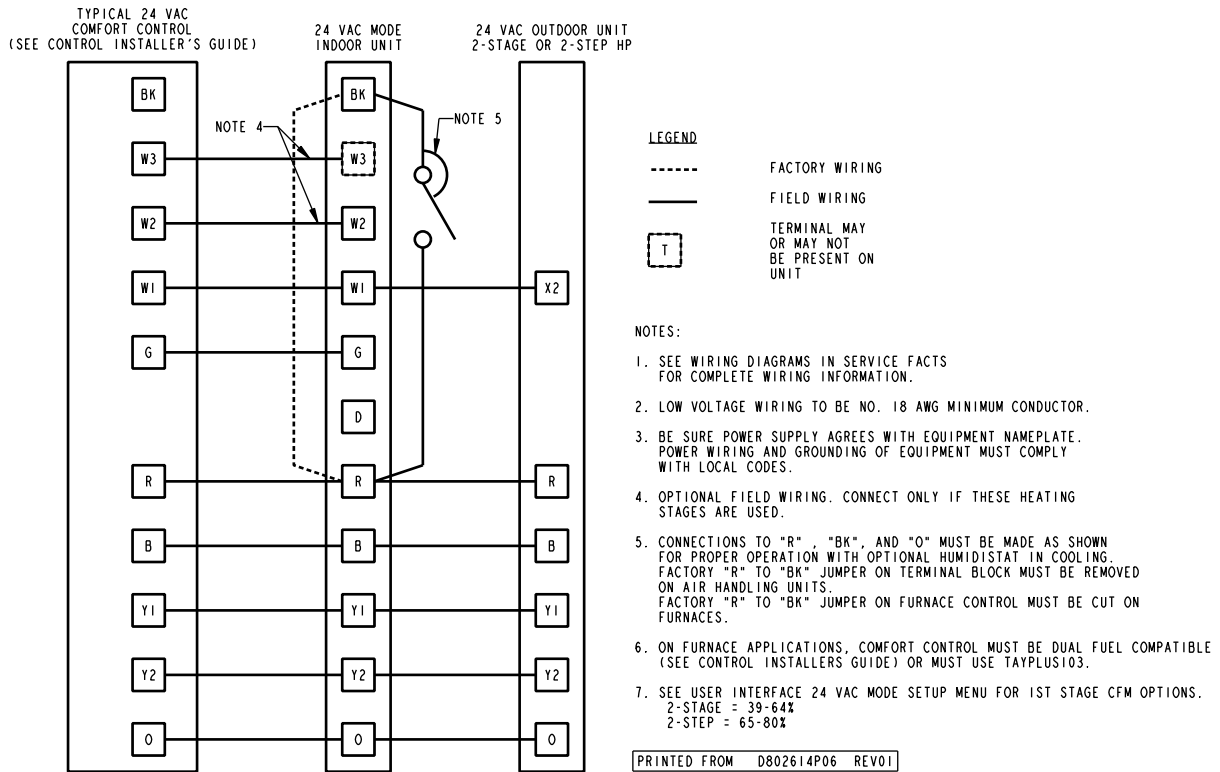 TYPICAL 24 VAC
COMFORT CONTROL
(SEE CONTROL INSTALLER'S GUIDE)
24 VAC MODE
INDOOR UNIT
24 VAC OUTDOOR UNIT
2-STAGE OR 2-STEP HP
BK
BK
NOTE 4
NOTE 5
W3
W3
W2
W2
W1
W1
X2
G
G
D
R
R
R
B
B
B
Y1
Y1
Y1
Y2
Y2
Y2
O
O
O
LEGEND
FACTORY WIRING
FIELD WIRING
T
TERMINAL MAY
OR MAY NOT
BE PRESENT ON
UNIT
NOTES:
1. SEE WIRING DIAGRAMS IN SERVICE FACTS
FOR COMPLETE WIRING INFORMATION.
2. LOW VOLTAGE WIRING TO BE NO. 18 AWG MINIMUM CONDUCTOR.
3. BE SURE POWER SUPPLY AGREES WITH EQUIPMENT NAMEPLATE.
POWER WIRING AND GROUNDING OF EQUIPMENT MUST COMPLY
WITH LOCAL CODES.
4. OPTIONAL FIELD WIRING. CONNECT ONLY IF THESE HEATING
STAGES ARE USED.
5. CONNECTIONS TO "R" , "BK", AND "O" MUST BE MADE AS SHOWN
FOR PROPER OPERATION WITH OPTIONAL HUMIDISTAT IN COOLING.
FACTORY "R" TO "BK" JUMPER ON TERMINAL BLOCK MUST BE REMOVED
ON AIR HANDLING UNITS.
FACTORY "R" TO "BK" JUMPER ON FURNACE CONTROL MUST BE CUT ON
FURNACES.
6. ON FURNACE APPLICATIONS, COMFORT CONTROL MUST BE DUAL FUEL COMPATIBLE
(SEE CONTROL INSTALLERS GUIDE) OR MUST USE TAYPLUS103.
7. SEE USER INTERFACE 24 VAC MODE SETUP MENU FOR 1ST STAGE CFM OPTIONS.
2-STAGE = 39-64%
2-STEP = 65-80%
PRINTED FROM D802614P06 REV01